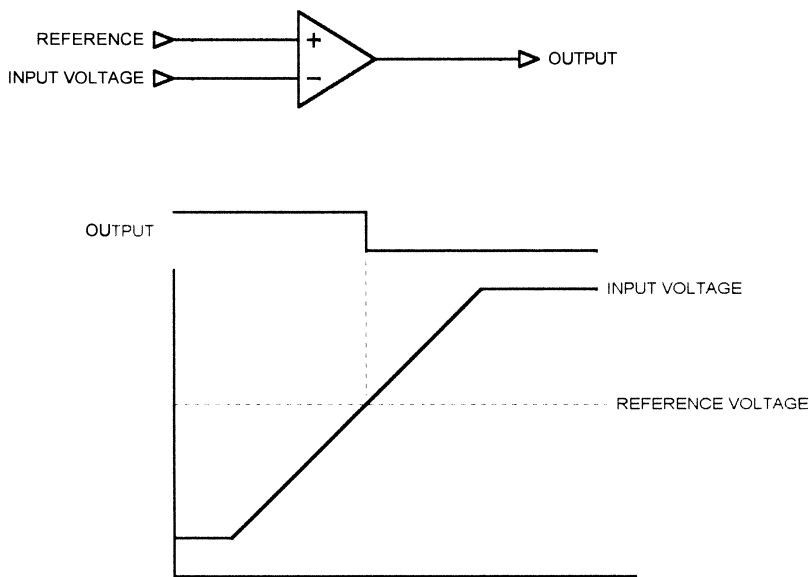 REFERENCE
+
INPUT VOLTAGE
−
OUTPUT
OUTPUT
INPUT VOLTAGE
REFERENCE VOLTAGE